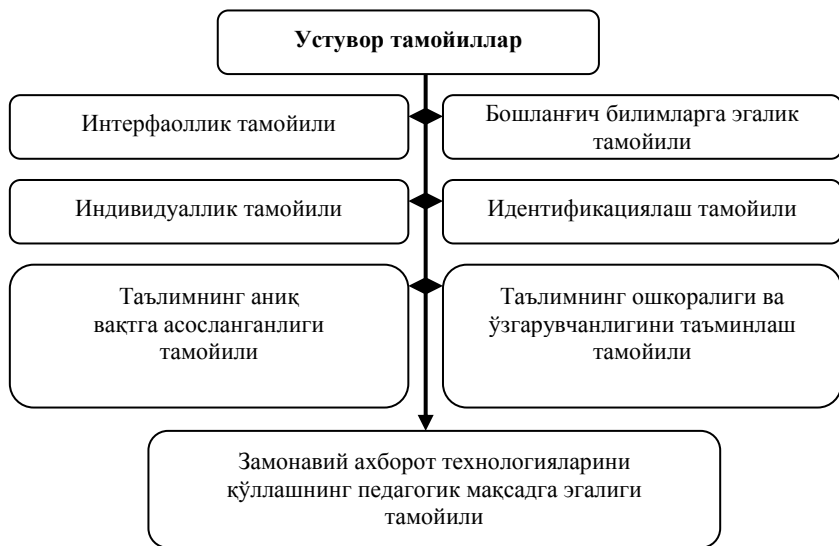 Устувор тамойиллар
Интерфаоллик тамойили
Бошланғич билимларга эгалик
тамойили
Индивидуаллик тамойили
Идентификациялаш тамойили
Таълимнинг аниқ
вақтга асосланганлиги
тамойили
Таълимнинг ошкоралиги ва
ўзгарувчанлигини таъминлаш
тамойили
Замонавий ахборот технологияларини
қўллашнинг педагогик мақсадга эгалиги
тамойили